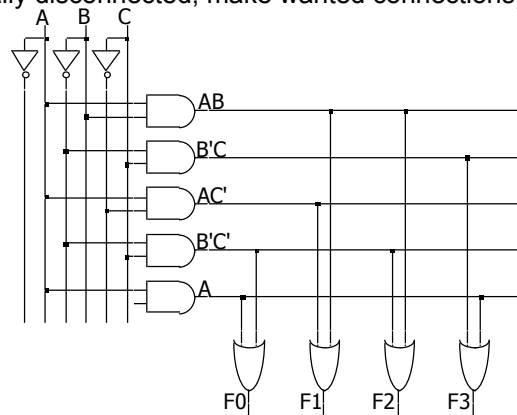 ally disconnected, make wanted connections
A B C
AB
B'C
AC'
B'C'
A
F0 F1 F2 F3